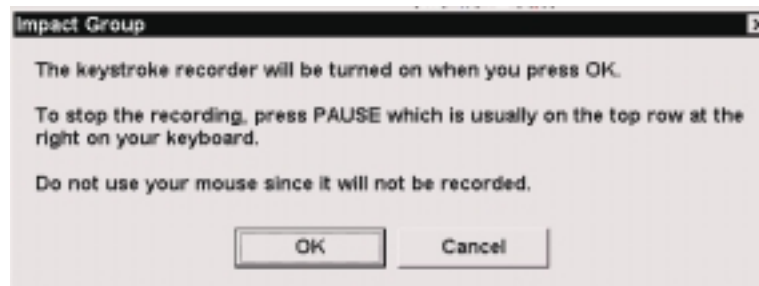 Impact Group
The keystroke recorder will be turned on when you press OK.
To stop the recording, press PAUSE which is usually on the top row at the
right on your keyboard.
Do not use your mouse since it will not be recorded.
OK
Cancel